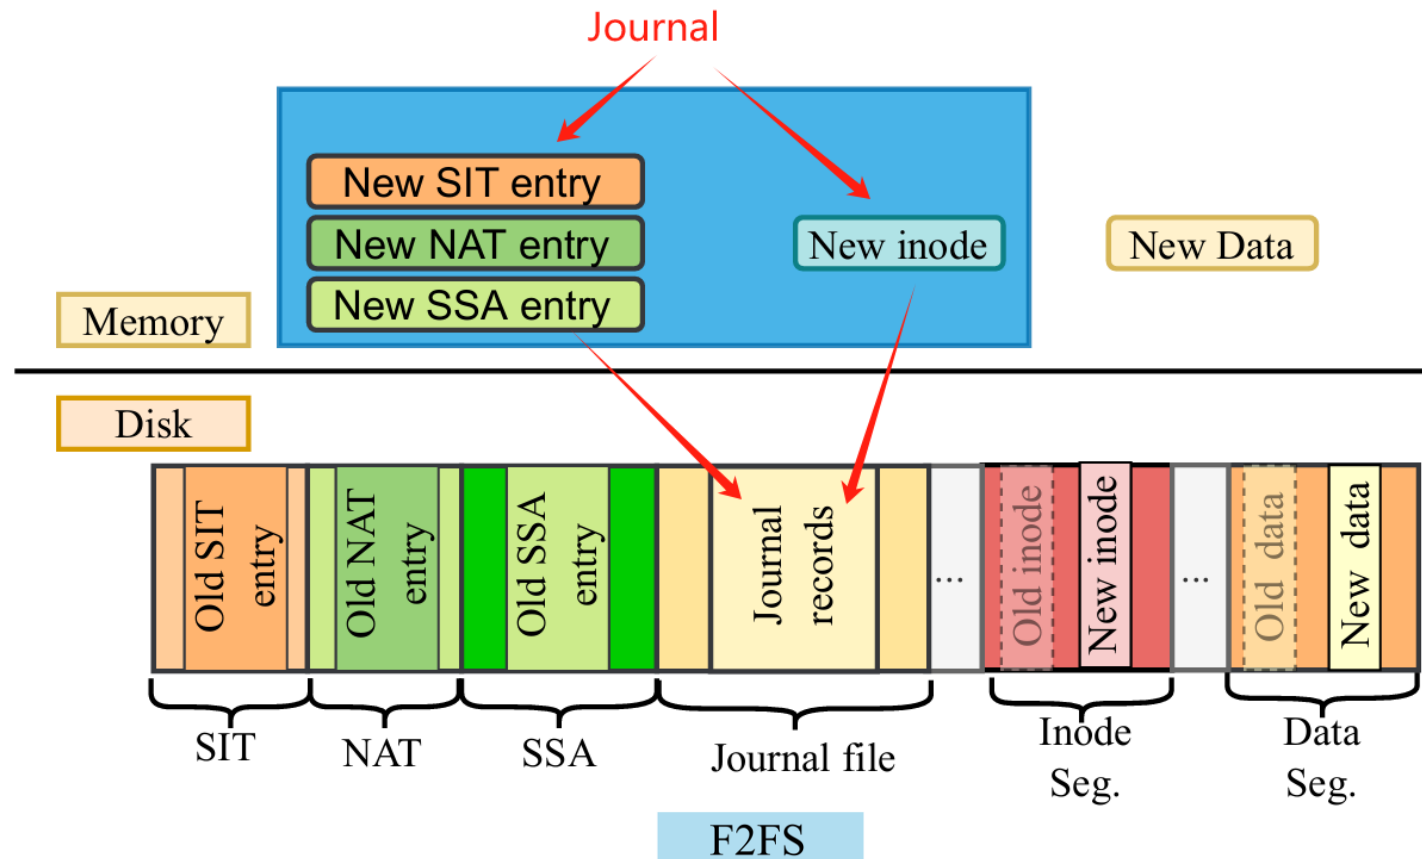 Journal
New SIT entry
New NAT entry
New inode
New Data
New SSA entry
Memory
Disk
Old SIT
entry
Old NAT
entry
Old SSA
entry
Journal
records
...
Old inode
New inode
...
Old data
New data
SIT
NAT
SSA
Journal file
Inode
Seg.
Data
Seg.
F2FS